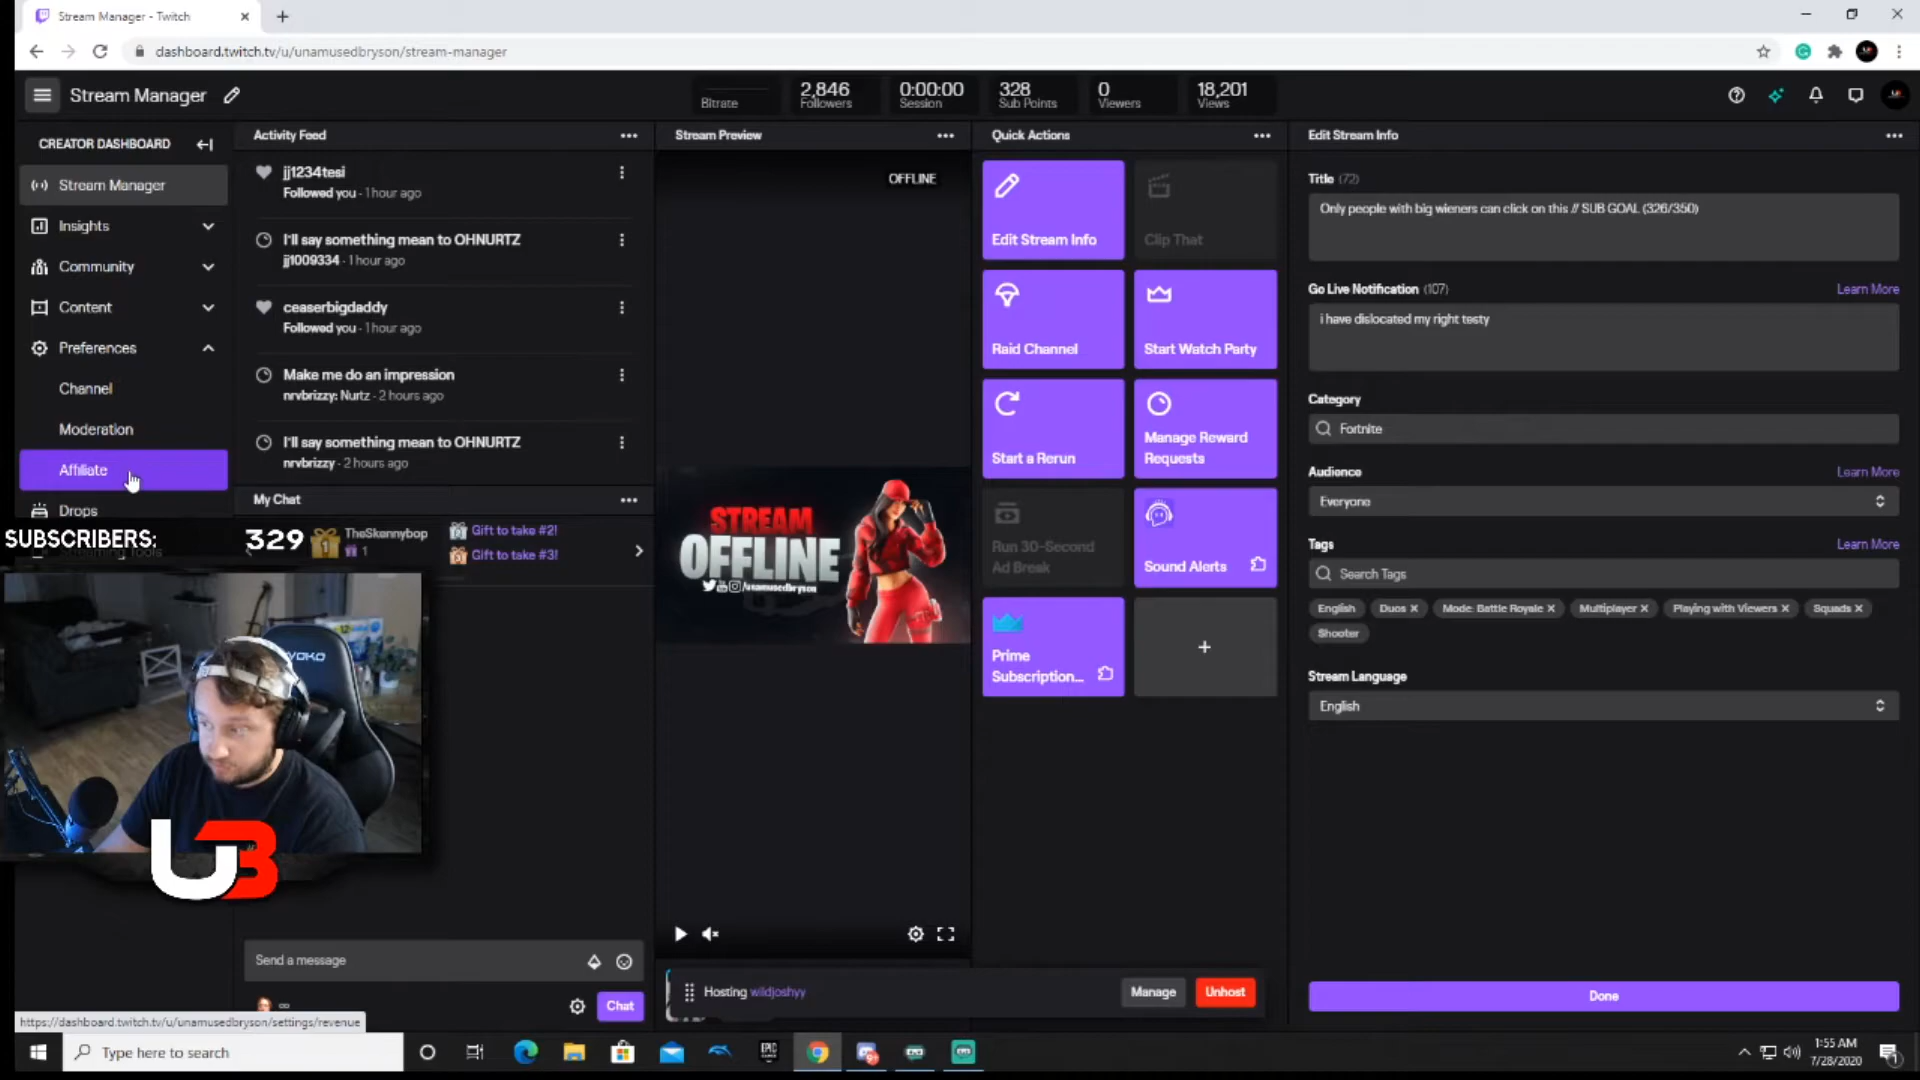 Stream Manager - Twitch
dashboard.twitch.tv/u/unamusedbryson/stream-manager
Stream Manager
Bitrate
2,846
Followers
0:00:00
Session
328
Sub Points
0
Viewers
18,201
Views
CREATOR DASHBOARD
Stream Manager
Insights
Community
Content
Preferences
Channel
Moderation
Affiliate
Drops
Streaming Tools
SUBSCRIBERS:
329
Activity Feed
jj1234tesi
Followed you - 1 hour ago
I'll say something mean to OHNURTZ
jj1009334 - 1 hour ago
ceaserbigdaddy
Followed you - 1 hour ago
Make me do an impression
nrvbrizzy: Nurtz - 2 hours ago
I'll say something mean to OHNURTZ
nrvbrizzy - 2 hours ago
My Chat
TheSkennybop
1
Gift to take #2!
Gift to take #3!
UB
Send a message
Chat
https://dashboard.twitch.tv/u/unamusedbryson/settings/revenue
Stream Preview
OFFLINE
STREAM
OFFLINE
/unamusedbryson
Hosting wildjoshyy
Manage
Unhost
Quick Actions
Edit Stream Info
Clip That
Raid Channel
Start Watch Party
Start a Rerun
Manage Reward
Requests
Run 30-Second
Ad Break
Sound Alerts
Prime
Subscription...
+
Edit Stream Info
Title (72)
Only people with big wieners can click on this // SUB GOAL (326/350)
Go Live Notification (107)
Learn More
i have dislocated my right testy
Category
Fortnite
Audience
Learn More
Everyone
Tags
Learn More
Search Tags
English
Duos
Mode: Battle Royale
Multiplayer
Playing with Viewers
Squads
Shooter
Stream Language
English
Done
Type here to search
EPIC
GAMES
1:55 AM
7/28/2020